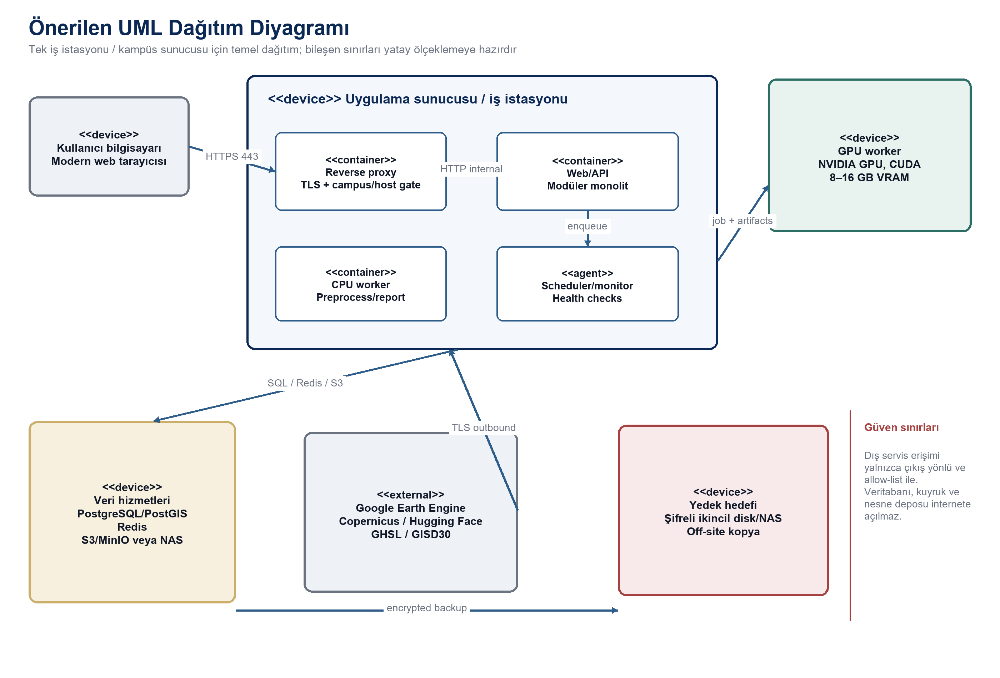 Önerilen UML Dağıtım Diyagramı
Tek iş istasyonu / kampüs sunucusu için temel dağıtım; bileşen sınırları yatay ölçeklemeye hazırdır
<<device>>
Kullanıcı bilgisayarı
Modern web tarayıcısı
HTTPS 443
<<device>> Uygulama sunucusu / iş istasyonu
<<container>>
Reverse proxy
TLS + campus/host gate
HTTP internal
<<container>>
Web/API
Modüler monolit
enqueue
<<container>>
CPU worker
Preprocess/report
<<agent>>
Scheduler/monitor
Health checks
job + artifacts
<<device>>
GPU worker
NVIDIA GPU, CUDA
8–16 GB VRAM
SQL / Redis / S3
TLS outbound
<<device>>
Veri hizmetleri
PostgreSQL/PostGIS
Redis
S3/MinIO veya NAS
<<external>>
Google Earth Engine
Copernicus / Hugging Face
GHSL / GISD30
<<device>>
Yedek hedefi
Şifreli ikincil disk/NAS
Off-site kopya
encrypted backup
Güven sınırları
Dış servis erişimi
yalnızca çıkış yönlü ve
allow-list ile.
Veritabanı, kuyruk ve
nesne deposu internete
açılmaz.